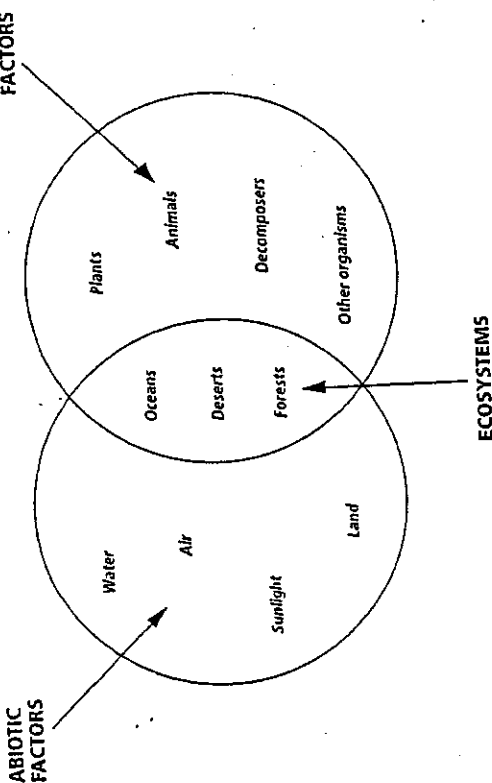 ABIOTIC
FACTORS
FACTORS
Water
Air
Sunlight
Land
Oceans
Deserts
Forests
Plants
Animals
Decomposers
Other organisms
ECOSYSTEMS